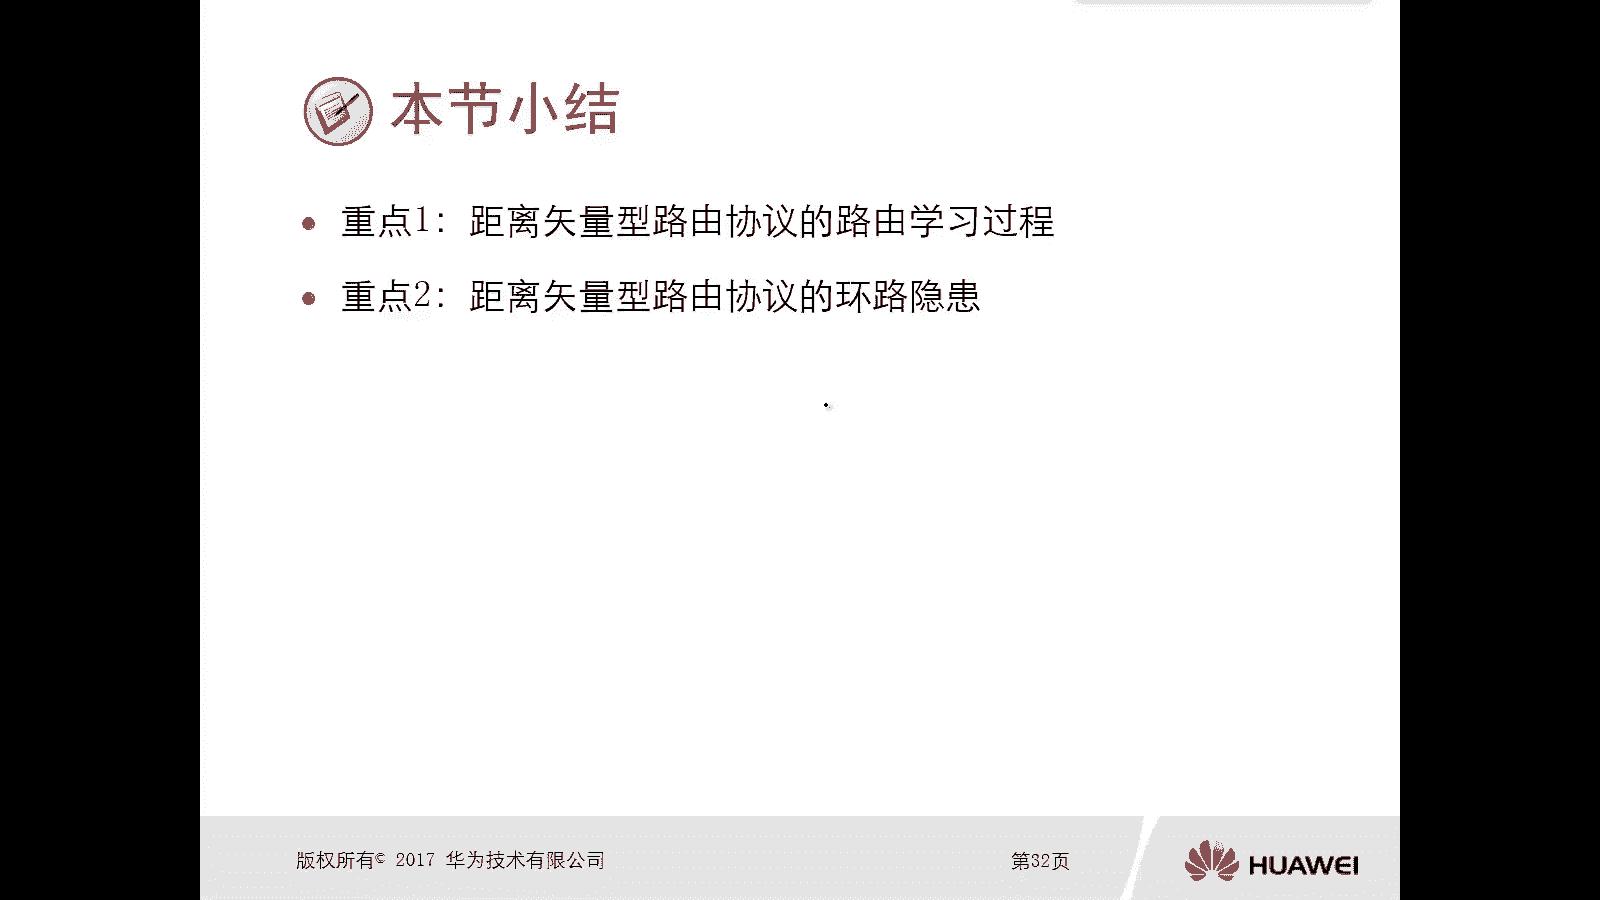 本节小结
重点1：距离矢量型路由协议的路由学习过程
重点2：距离矢量型路由协议的环路隐患
版权所有© 2017 华为技术有限公司
第32页
HUAWEI